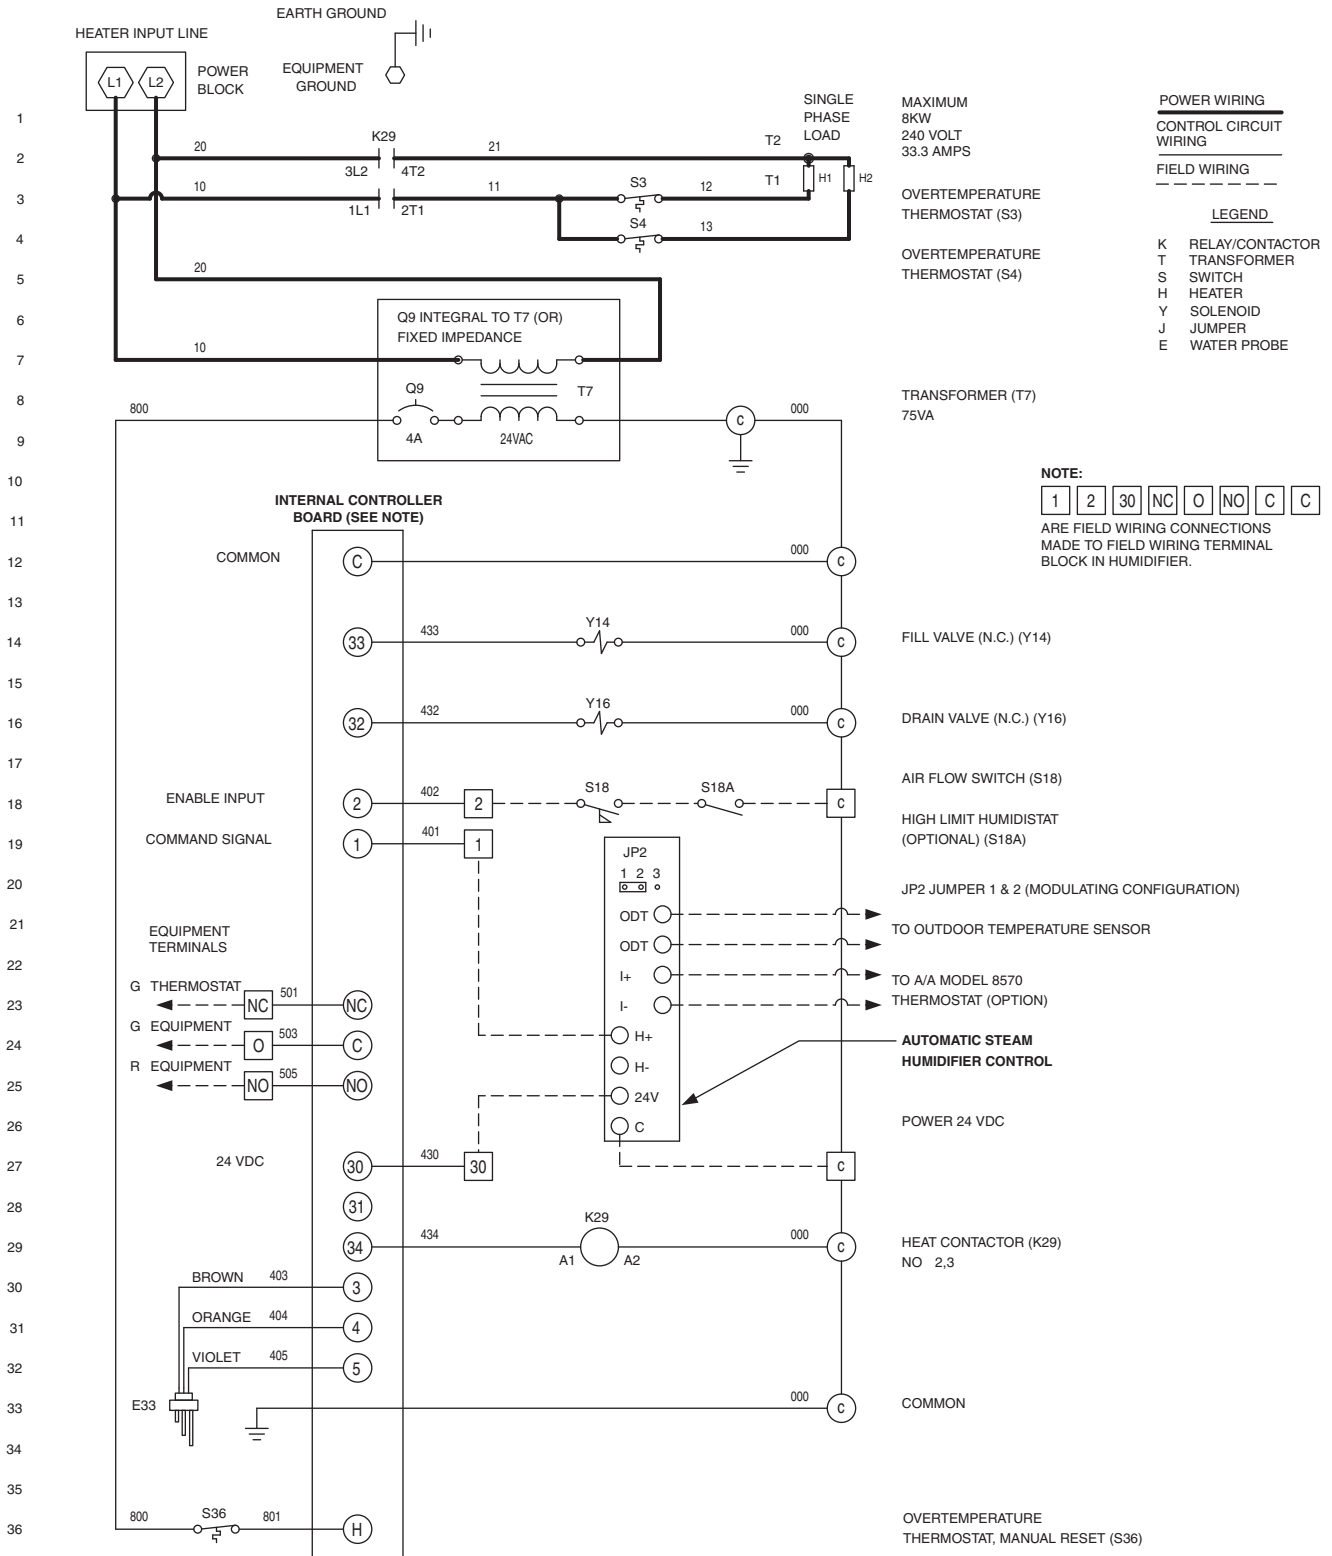 EARTH GROUND
HEATER INPUT LINE
L1 L2
POWER
BLOCK
EQUIPMENT
GROUND
SINGLE
PHASE
LOAD
MAXIMUM
8KW
240 VOLT
33.3 AMPS
POWER WIRING
CONTROL CIRCUIT
WIRING
FIELD WIRING
LEGEND
K RELAY/CONTACTOR
T TRANSFORMER
S SWITCH
H HEATER
Y SOLENOID
J JUMPER
E WATER PROBE
1
2
20 K29 21 T2
3L2 4T2
T1 H1 H2
3
10 11 S3 12
1L1 2T1
OVERTEMPERATURE
THERMOSTAT (S3)
4
S4 13
OVERTEMPERATURE
THERMOSTAT (S4)
5
20
6
Q9 INTEGRAL TO T7 (OR)
FIXED IMPEDANCE
7
10
8
Q9 T7
TRANSFORMER (T7)
75VA
800 C 000
4A 24VAC
9
10
NOTE:
1 2 30 NC O NO C C
ARE FIELD WIRING CONNECTIONS
MADE TO FIELD WIRING TERMINAL
BLOCK IN HUMIDIFIER.
INTERNAL CONTROLLER
BOARD (SEE NOTE)
11
12
COMMON C 000 C
13
14
33 433 Y14 000 C
FILL VALVE (N.C.) (Y14)
15
16
32 432 Y16 000 C
DRAIN VALVE (N.C.) (Y16)
17
AIR FLOW SWITCH (S18)
18
ENABLE INPUT 2 402 2 S18 S18A C
HIGH LIMIT HUMIDISTAT
(OPTIONAL) (S18A)
19
COMMAND SIGNAL 1 401 1
JP2
1 2 3
20
JP2 JUMPER 1 & 2 (MODULATING CONFIGURATION)
21
ODT
TO OUTDOOR TEMPERATURE SENSOR
ODT
EQUIPMENT
TERMINALS
22
I+
TO A/A MODEL 8570
THERMOSTAT (OPTION)
I-
23
G THERMOSTAT NC 501 NC
24
G EQUIPMENT O 503 C
H+
AUTOMATIC STEAM
HUMIDIFIER CONTROL
H-
25
R EQUIPMENT NO 505 NO
24V
26
C
POWER 24 VDC
27
24 VDC 30 430 30 C
28
31
29
34 434 K29 000 C
A1 A2
HEAT CONTACTOR (K29)
NO 2,3
30
BROWN 403 3
31
ORANGE 404 4
32
VIOLET 405 5
33
E33 000 C
COMMON
34
35
36
800 S36 801 H
OVERTEMPERATURE
THERMOSTAT, MANUAL RESET (S36)